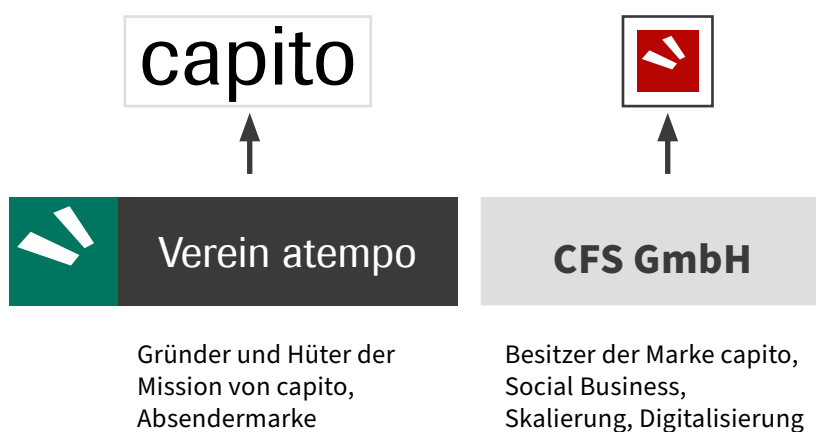 capito
Verein atempo
CFS GmbH
Gründer und Hüter der
Mission von capito,
Absendermarke
Besitzer der Marke capito,
Social Business,
Skalierung, Digitalisierung